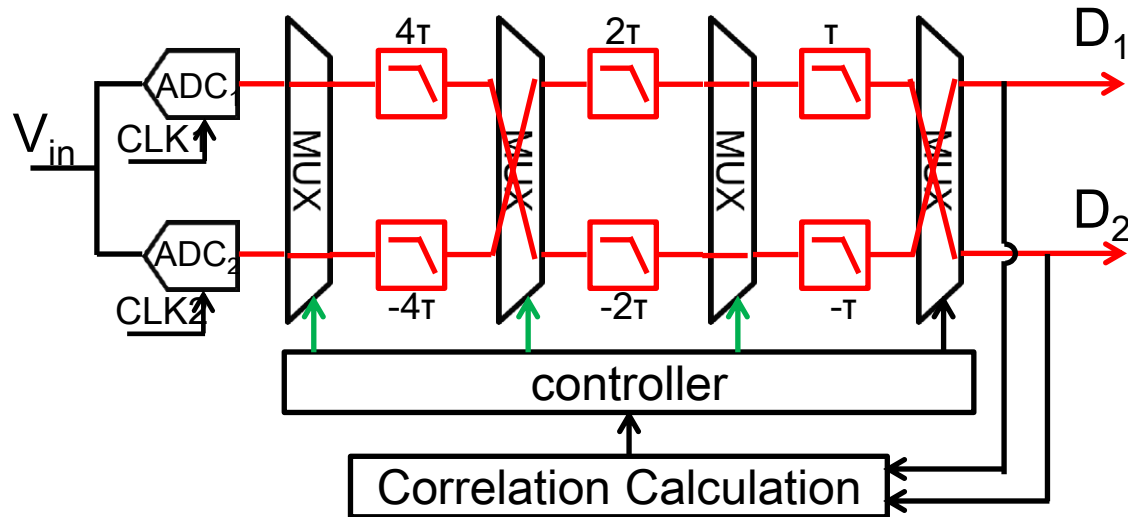 4τ
2τ
τ
D₁
ADC₁
CLK1
Vᵢₙ
MUX
MUX
MUX
MUX
ADC₂
CLK2
-4τ
-2τ
-τ
D₂
controller
Correlation Calculation